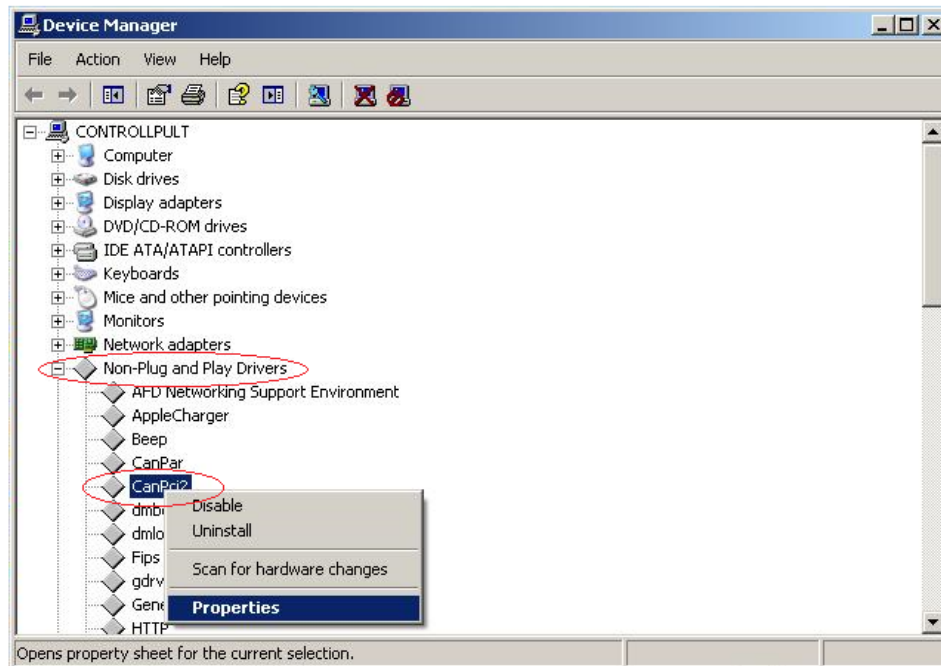 Device Manager
File Action View Help
CONTROLLPULT
Computer
Disk drives
Display adapters
DVD/CD-ROM drives
IDE ATA/ATAPI controllers
Keyboards
Mice and other pointing devices
Monitors
Network adapters
Non-Plug and Play Drivers
AFD Networking Support Environment
AppleCharger
Beep
CanPar
CanPci2
Disable
Uninstall
Fips
Scan for hardware changes
gdrv
Properties
HTTP
Opens property sheet for the current selection.